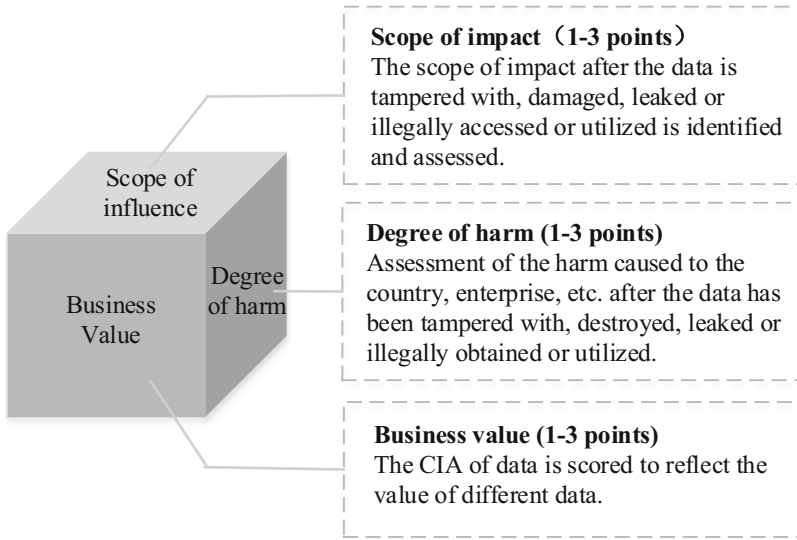 Scope of impact（1-3 points）
The scope of impact after the data is
tampered with, damaged, leaked or
illegally accessed or utilized is identified
and assessed.
Scope of
influence
Degree of harm (1-3 points)
Assessment of the harm caused to the
country, enterprise, etc. after the data has
been tampered with, destroyed, leaked or
illegally obtained or utilized.
Degree
of harm
Business
Value
Business value (1-3 points)
The CIA of data is scored to reflect the
value of different data.